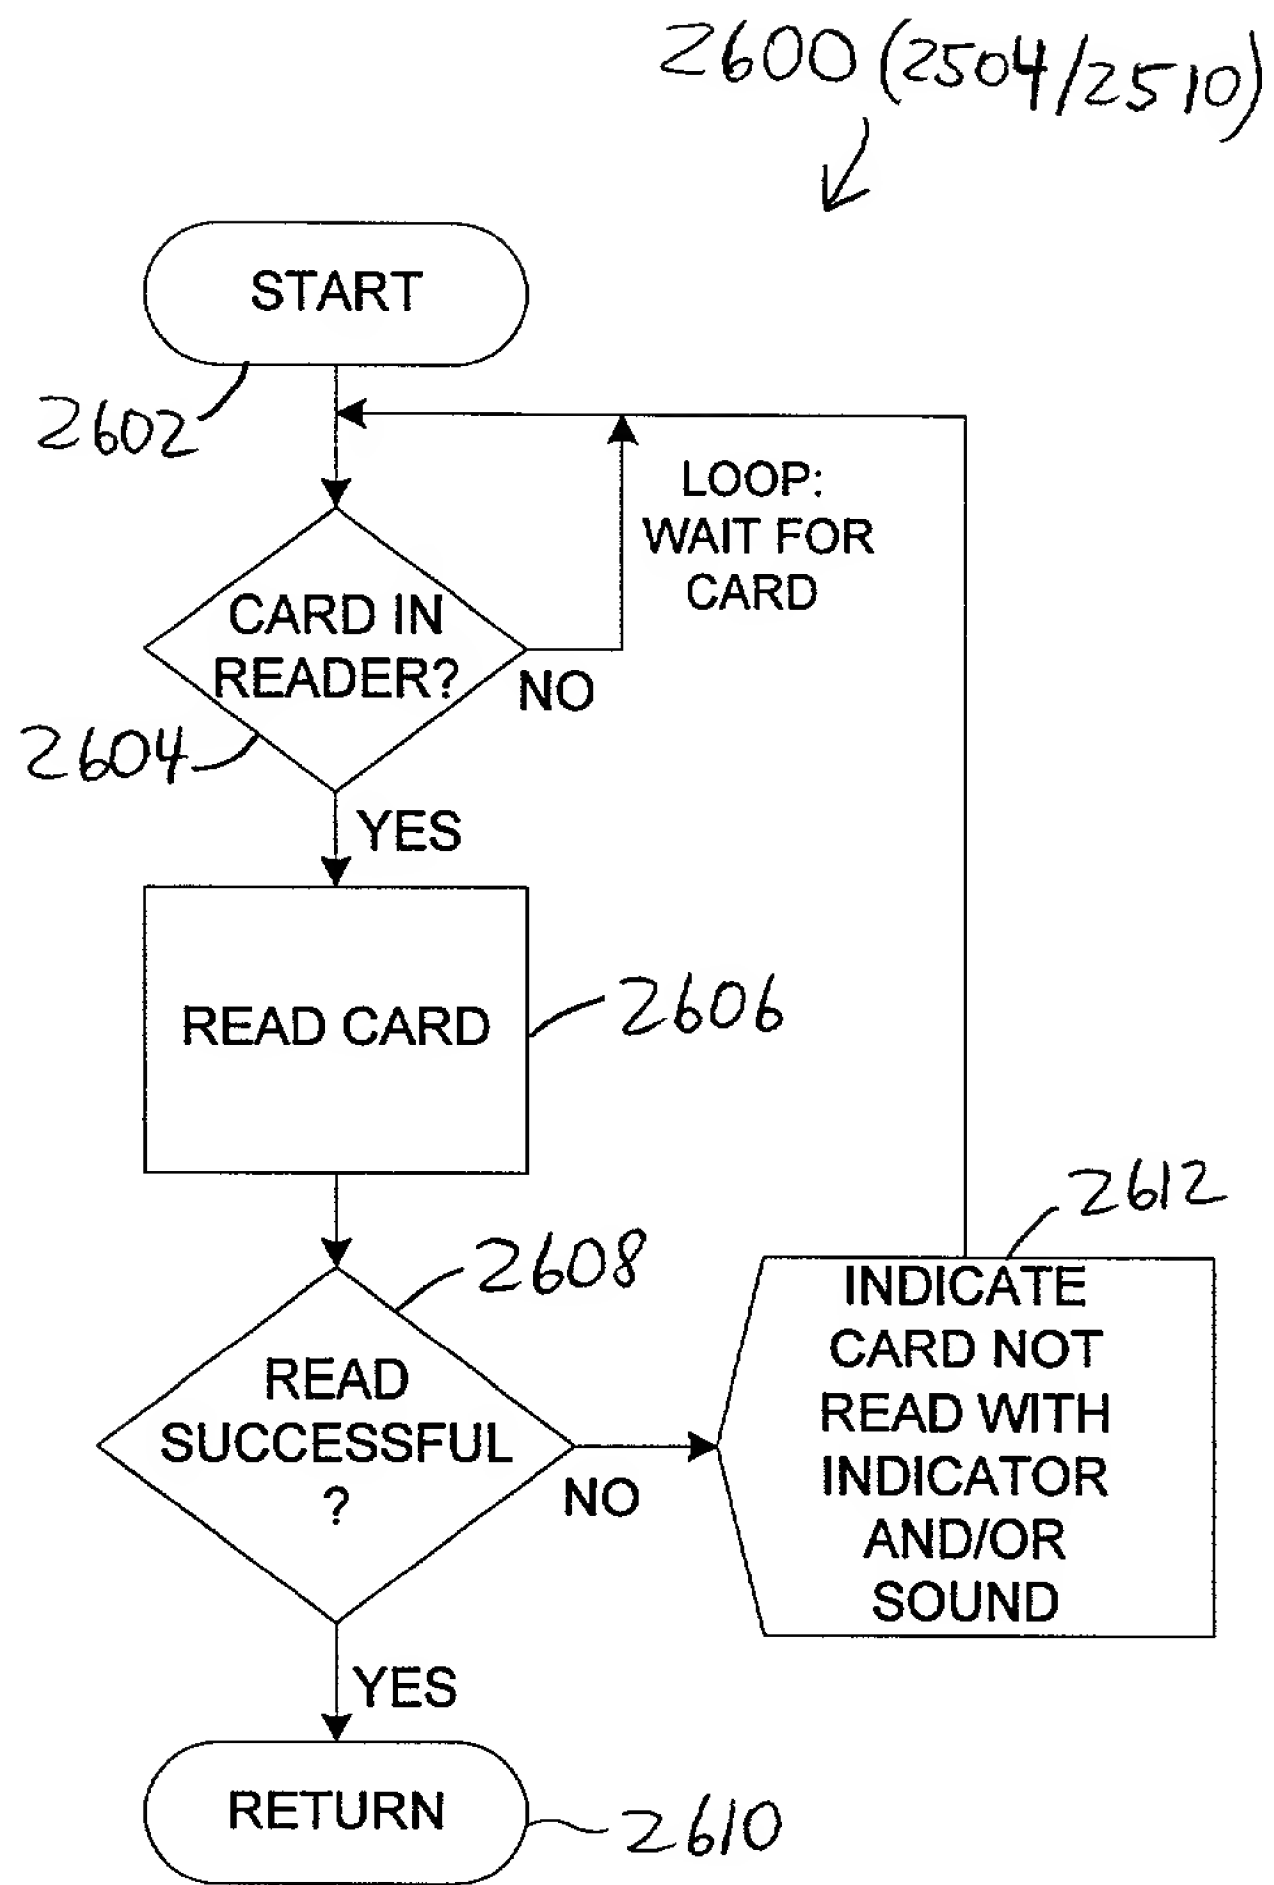 2600 (2504/2510)
START
2602
LOOP:
WAIT FOR
CARD
CARD IN
READER?
NO
2604
YES
READ CARD
2606
2608
READ
SUCCESSFUL
?
NO
2612
INDICATE
CARD NOT
READ WITH
INDICATOR
AND/OR
SOUND
YES
RETURN
2610